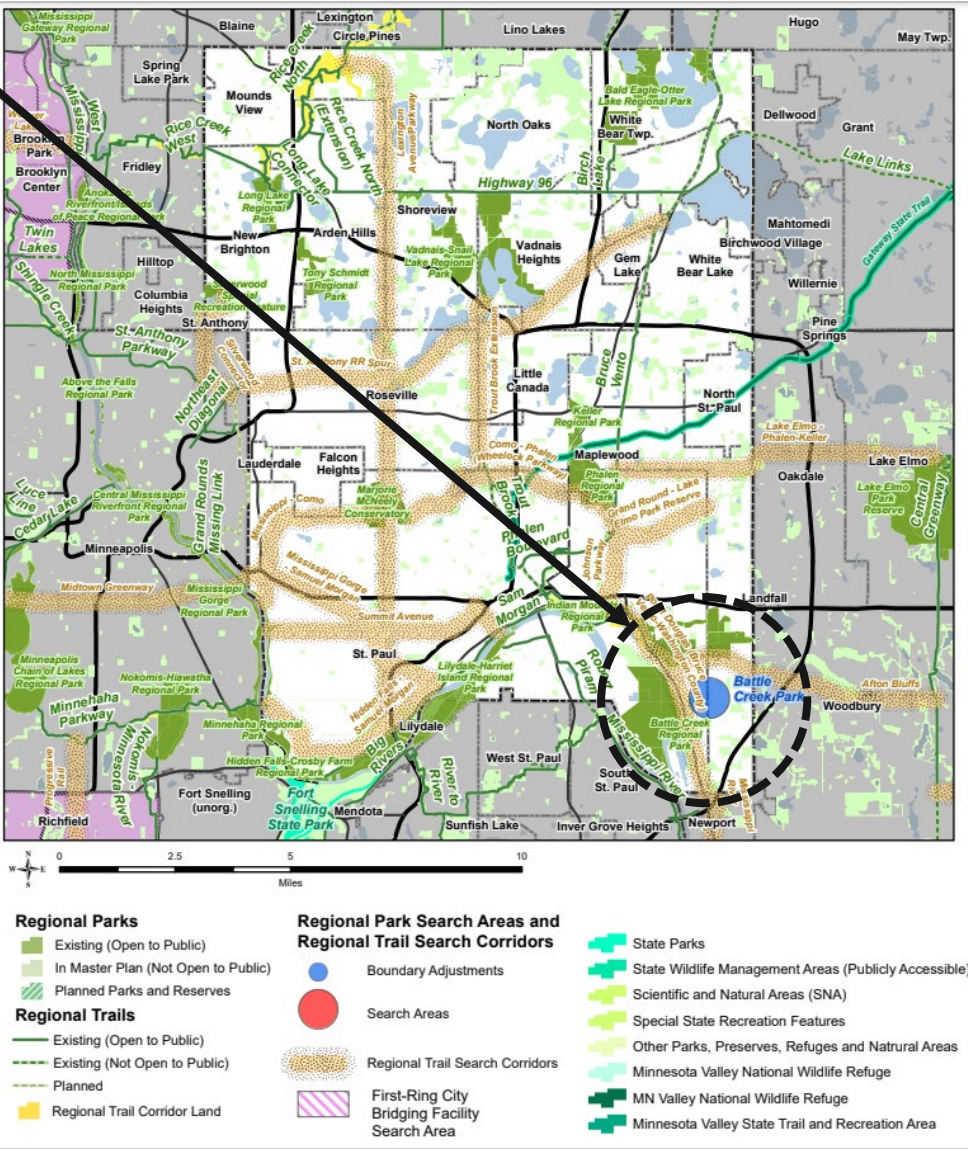 Mississippi
Gateway Regional
Park
Blaine
Lexington
Circle Pines
Lino Lakes
Hugo
May Twp.
Spring
Lake Park
Rice Creek
North
Mounds
View
Bald Eagle-Otter
Lake Regional Park
White
Bear Twp.
Dellwood
Grant
North Oaks
Lexington
Avenue Parkway
Rice Creek North
Extension)
West
Mississippi
Brooklyn
Park
Rice Creek
West
Fridley
Brooklyn
Center
Long Lake
Connector
Birch
Lake
Lake Links
Highway 96
Long Lake
Regional
Park
of Peace Regional Park
Shoreview
Gateway State Trail
Twin
Lakes
New
Brighton
Arden Hills
Vadnais-Snail
Lake Regional
Park
Vadnais
Heights
Mahtomedi
Birchwood Village
Gem
Lake
White
Bear Lake
Hilltop
North Mississippi
Regional Park
Tony Schmidt
Regional
Park
Willernie
Shingle Creek
Columbia
Heights
St. Anthony
Pine
Springs
St. Anthony
Parkway
Silverwood
Connector
St. Anthony RR Spur
Trout Brook Extension
Bruce
Vento
Above the Falls
Regional Park
Northeast
Diagonal
Roseville
Little
Canada
North
St. Paul
Keller
Regional
Park
Lake Elmo -
Phalen-Keller
Como - Phalen
(Wheelock Parkway)
Maplewood
Lauderdale
Falcon
Heights
Oakdale
Lake Elmo
Luce
Line
Cedar Lake
Central Mississippi
Riverfront Regional
Park
Grand Rounds
Missing Link
Marjorie
McNeely
Conservatory
Mississippi - Como
Trout
Brook
Phalen
Regional
Park
Grand Round - Lake
Elmo Park Reserve
Lake Elmo
Park
Reserve
Central
Greenway
Phalen
Boulevard
Minneapolis
Johnson
Parkway
Mississippi Gorge
- Samuel Morgan
Midtown Greenway
Mississippi
Gorge
Regional Park
Sam
Morgan
Indian Mounds
Regional
Park
Landfall
Summit Avenue
St. Paul
Minneapolis
Chain of Lakes
Regional Park
Nokomis-Hiawatha
Regional Park
Lilydale-Harriet
Island Regional
Park
Robert
Piram
Battle
Creek Park
Afton Bluffs
Woodbury
Minnehaha
Parkway
Minnehaha Regional
Park
Hidden Falls -
Samuel Morgan
Lilydale
Battle Creek
Regional
Park
Mississippi River
Nokomis -
Minnesota River
Hidden Falls-Crosby Farm
Regional Park
Big
Rivers
River to
River
West St. Paul
South
St. Paul
Fort Snelling
(unorg.)
Fort
Snelling
State Park
Mendota
Richfield
Sunfish Lake
Inver Grove Heights
Newport
N
W
E
S
0 2.5 5 10
Miles
Regional Parks
Existing (Open to Public)
In Master Plan (Not Open to Public)
Planned Parks and Reserves
Regional Trails
Existing (Open to Public)
Existing (Not Open to Public)
Planned
Regional Trail Corridor Land
Regional Park Search Areas and
Regional Trail Search Corridors
Boundary Adjustments
Search Areas
Regional Trail Search Corridors
First-Ring City
Bridging Facility
Search Area
State Parks
State Wildlife Management Areas (Publicly Accessible)
Scientific and Natural Areas (SNA)
Special State Recreation Features
Other Parks, Preserves, Refuges and Natrural Areas
Minnesota Valley National Wildlife Refuge
MN Valley National Wildlife Refuge
Minnesota Valley State Trail and Recreation Area